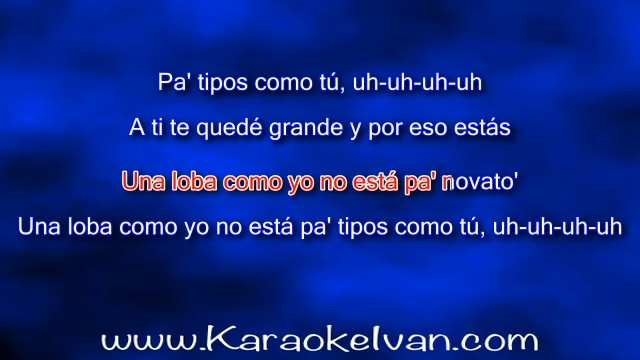 Pa' tipos como tú, uh-uh-uh-uh
A ti te quedé grande y por eso estás
Una loba como yo no está pa' novato'
Una loba como yo no está pa' tipos como tú, uh-uh-uh-uh
www.KaraokeIvan.com